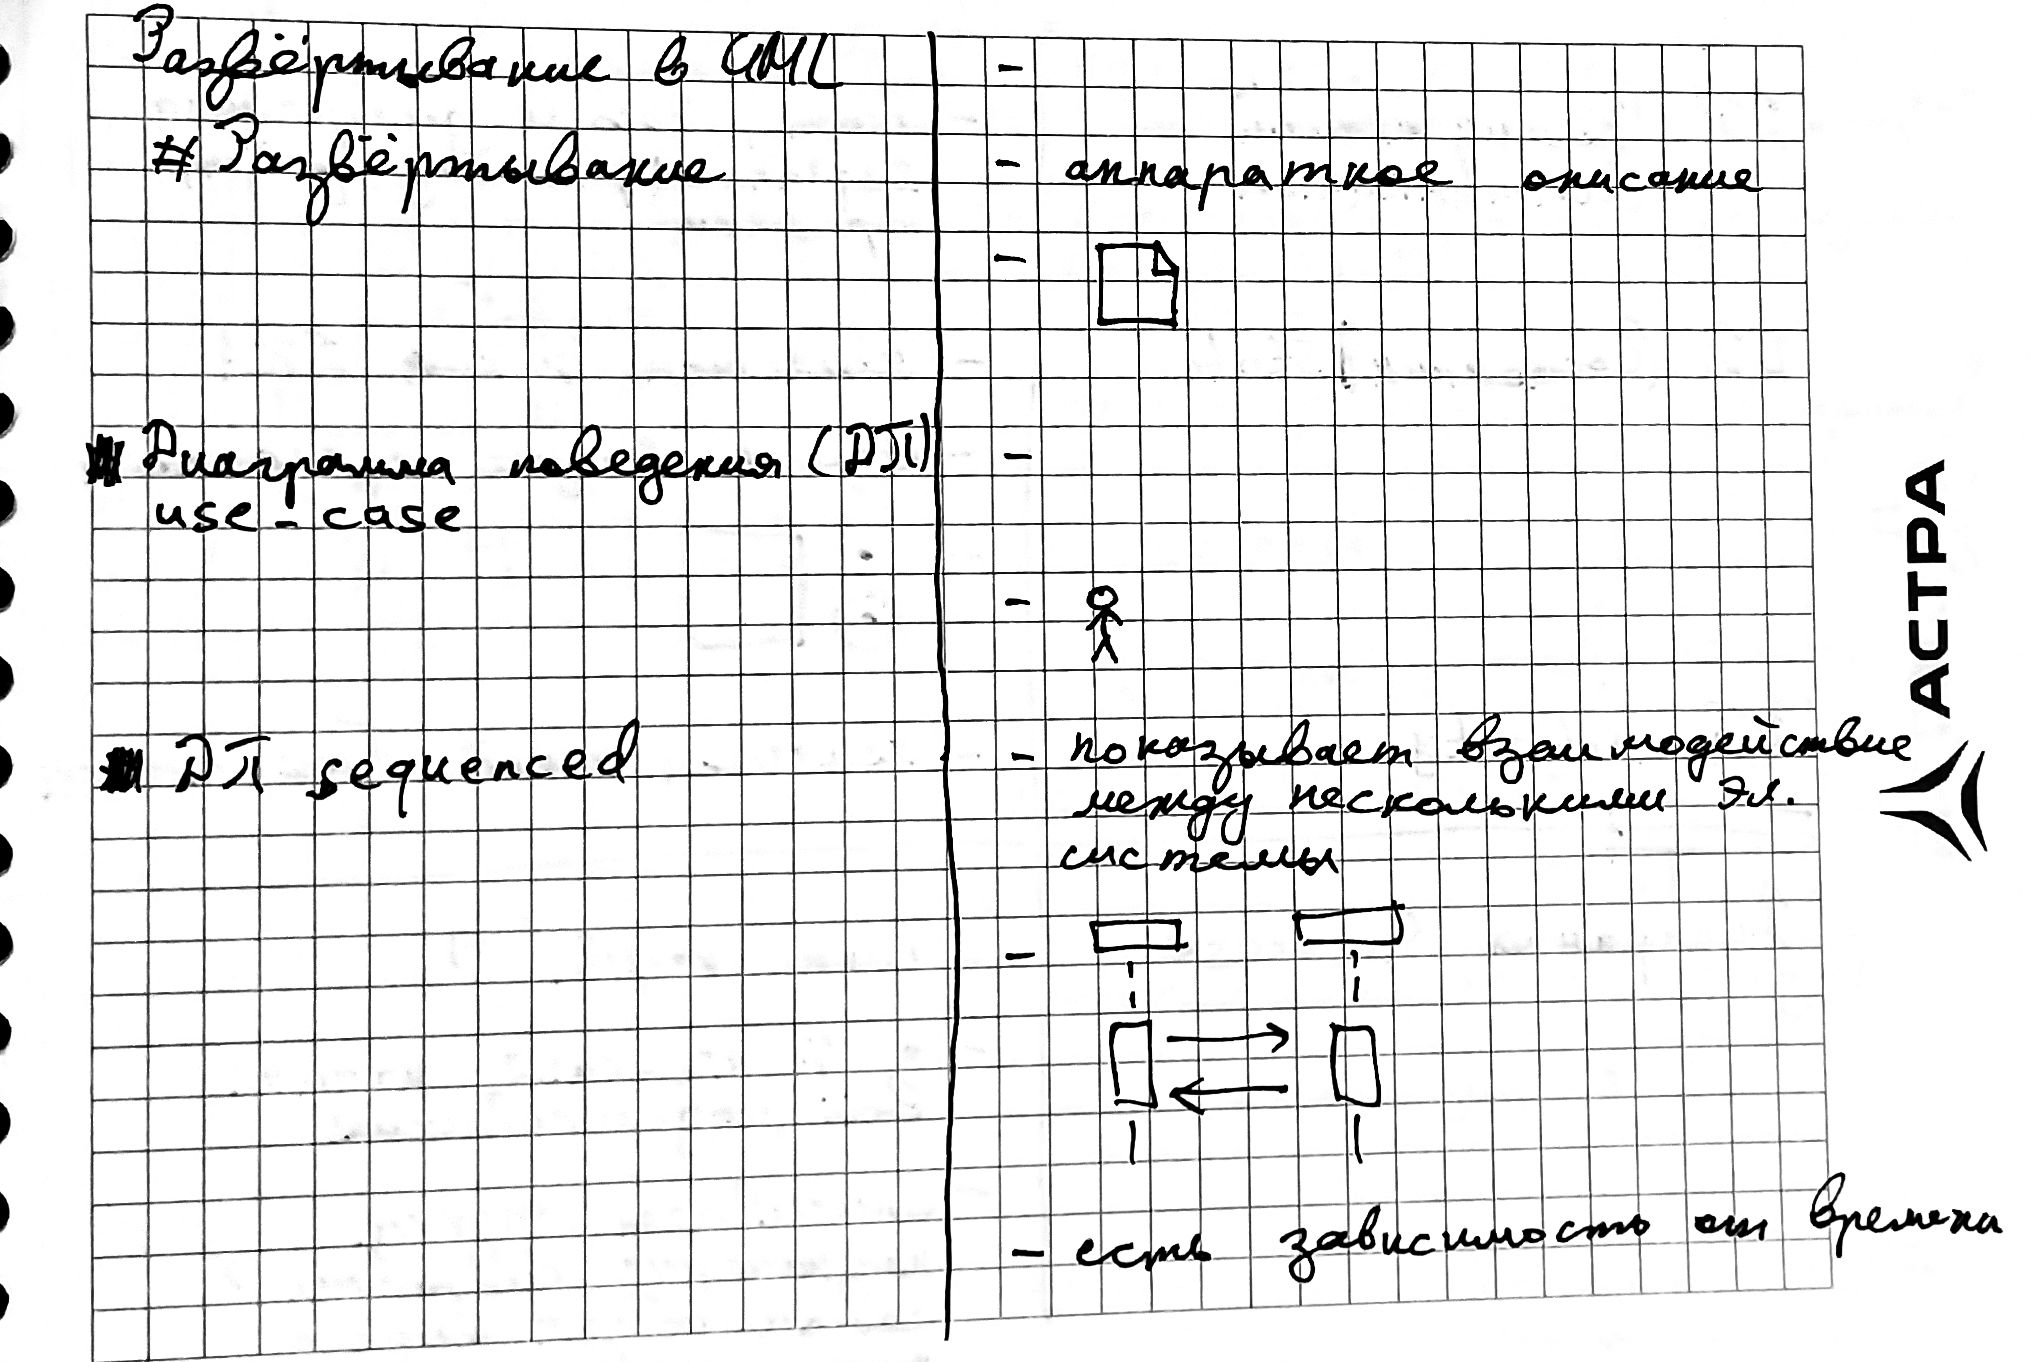 Развёртывание в UML
-
# Развёртывание
- аппаратное описание
-
Диаграмма поведения (ДП)
use-case
-
-
ДП sequenced
- показывает взаимодействие
между несколькими эл.
системы
-
- есть зависимость от времени
АСТРА